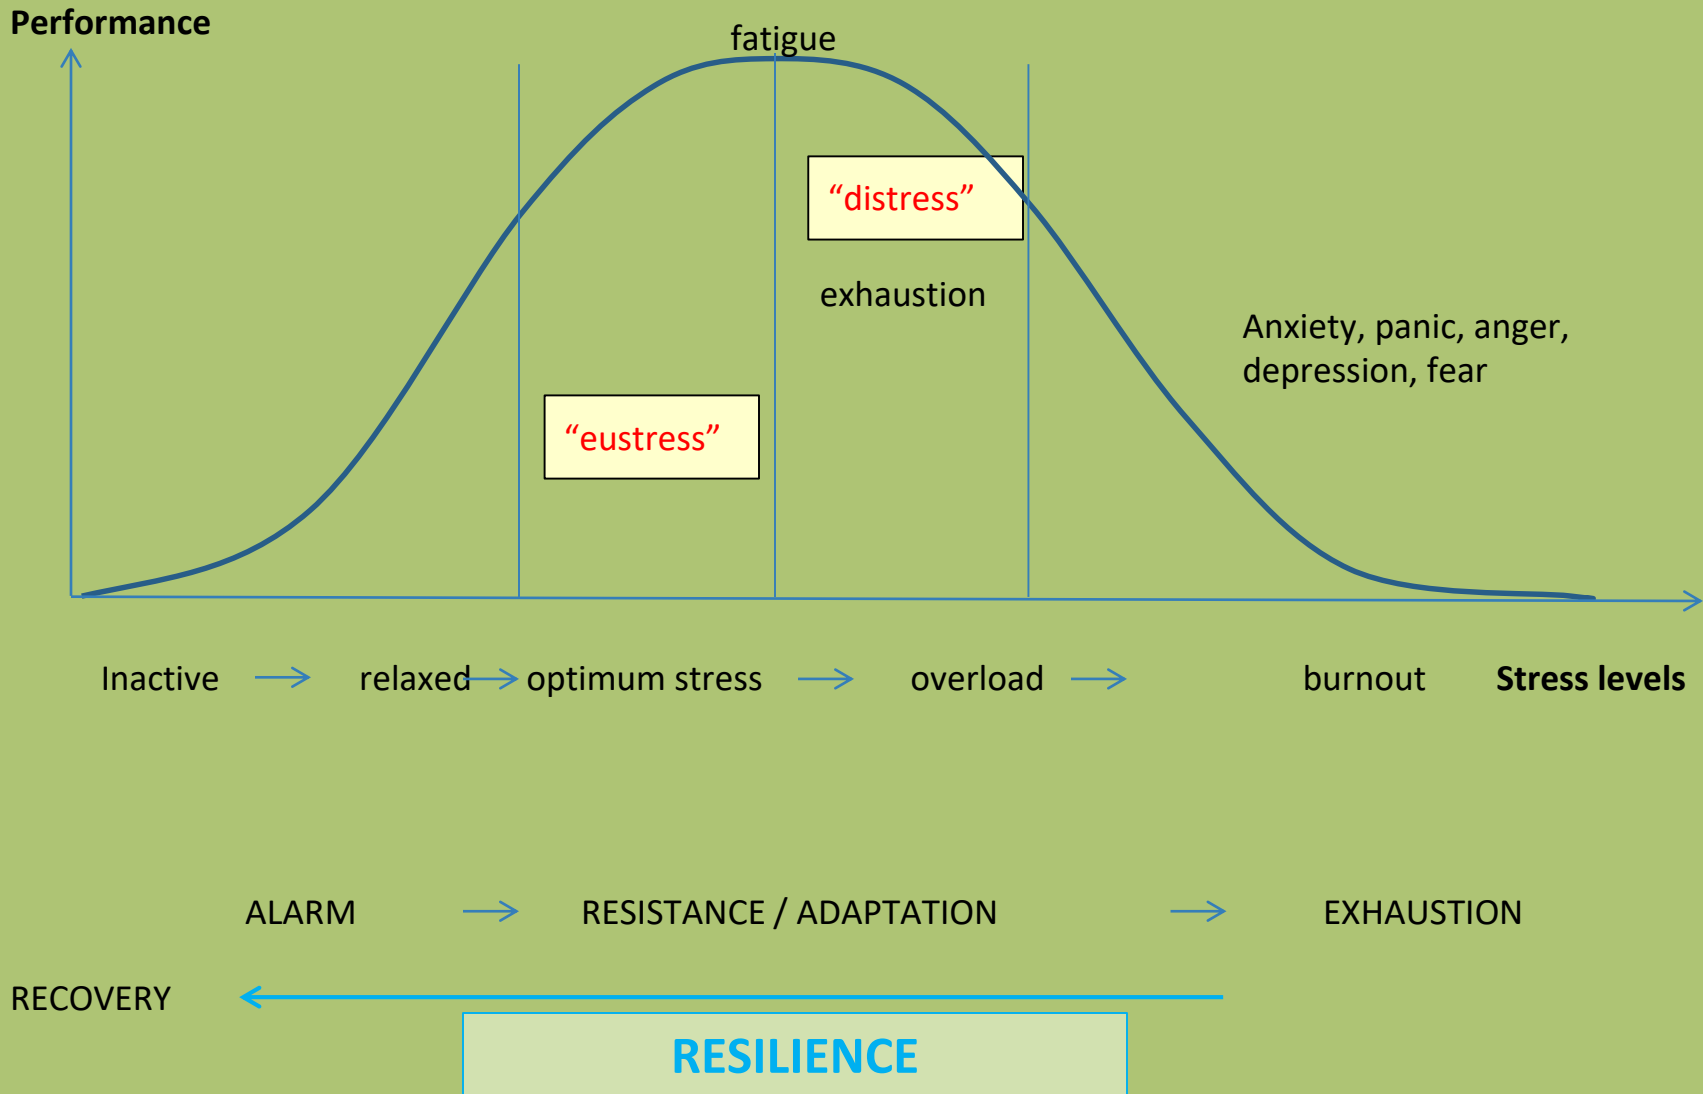 Performance
fatigue
“distress”
exhaustion
Anxiety, panic, anger,
depression, fear
“eustress”
Inactive relaxed optimum stress overload burnout Stress levels
ALARM RESISTANCE / ADAPTATION EXHAUSTION
RECOVERY
RESILIENCE